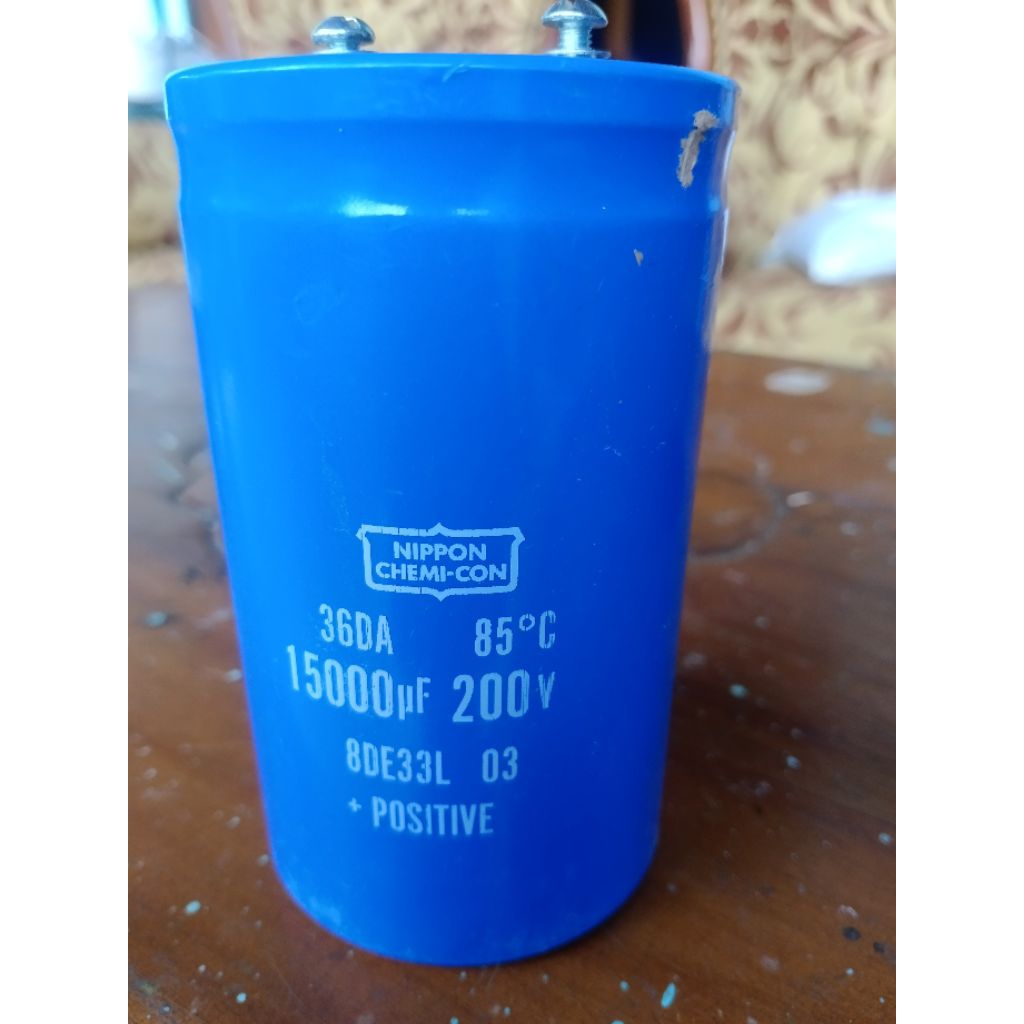 NIPPON
CHEMI-CON
36DA 85°C
15000µF 200V
8DE33L 03
+ POSITIVE